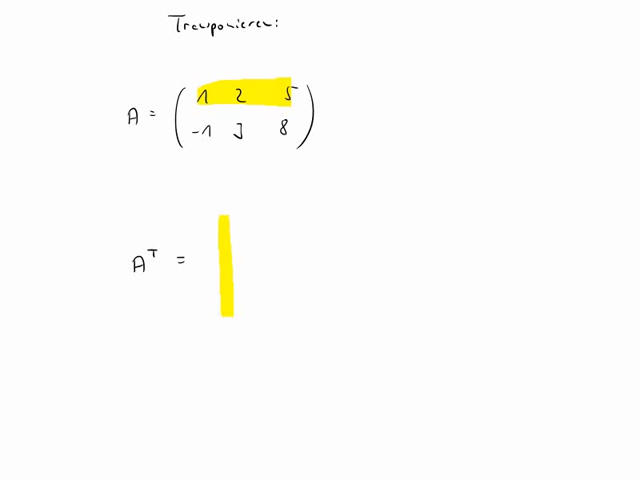 Transponieren:
A = ( 1 2 5
-1 3 8 )
A^T =